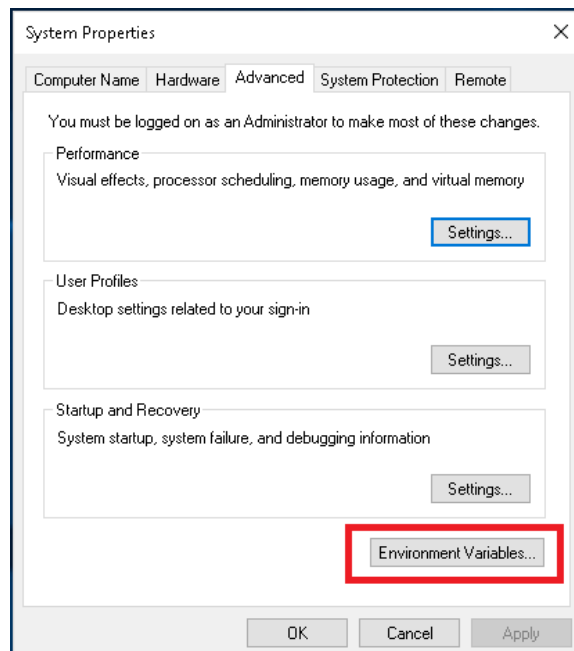 System Properties
Computer Name Hardware Advanced System Protection Remote
You must be logged on as an Administrator to make most of these changes.
Performance
Visual effects, processor scheduling, memory usage, and virtual memory
Settings...
User Profiles
Desktop settings related to your sign-in
Settings...
Startup and Recovery
System startup, system failure, and debugging information
Settings...
Environment Variables...
OK Cancel Apply